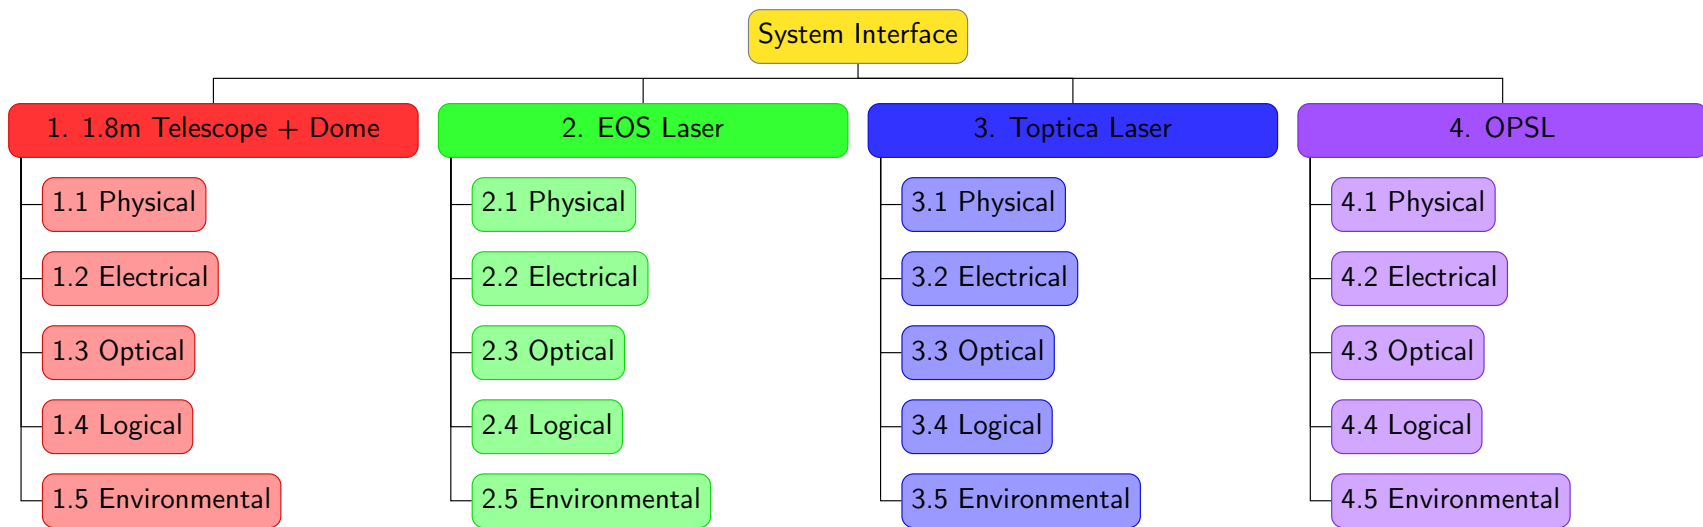 System Interface
1. 1.8m Telescope + Dome
1.1 Physical
1.2 Electrical
1.3 Optical
1.4 Logical
1.5 Environmental
2. EOS Laser
2.1 Physical
2.2 Electrical
2.3 Optical
2.4 Logical
2.5 Environmental
3. Toptica Laser
3.1 Physical
3.2 Electrical
3.3 Optical
3.4 Logical
3.5 Environmental
4. OPSL
4.1 Physical
4.2 Electrical
4.3 Optical
4.4 Logical
4.5 Environmental